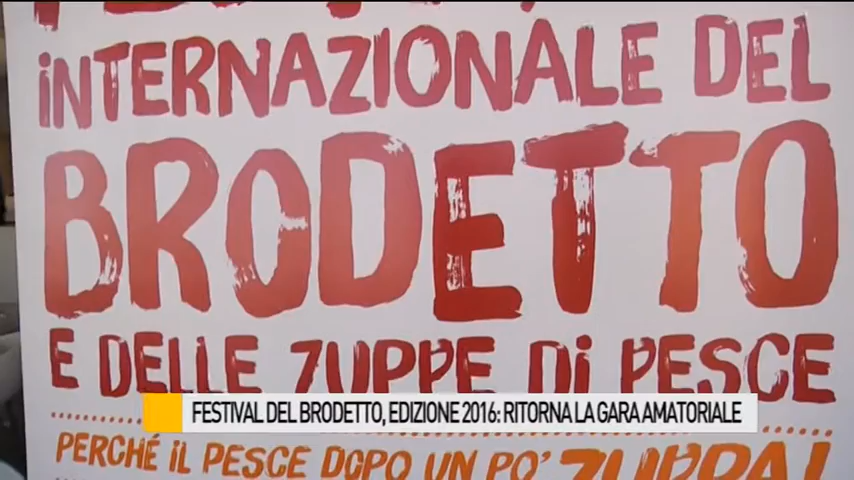 INTERNAZIONALE DEL
BRODETTO
E DELLE ZUPPE DI PESCE
FESTIVAL DEL BRODETTO, EDIZIONE 2016: RITORNA LA GARA AMATORIALE
PERCHÉ IL PESCE DOPO UN PO' ZUPPA!